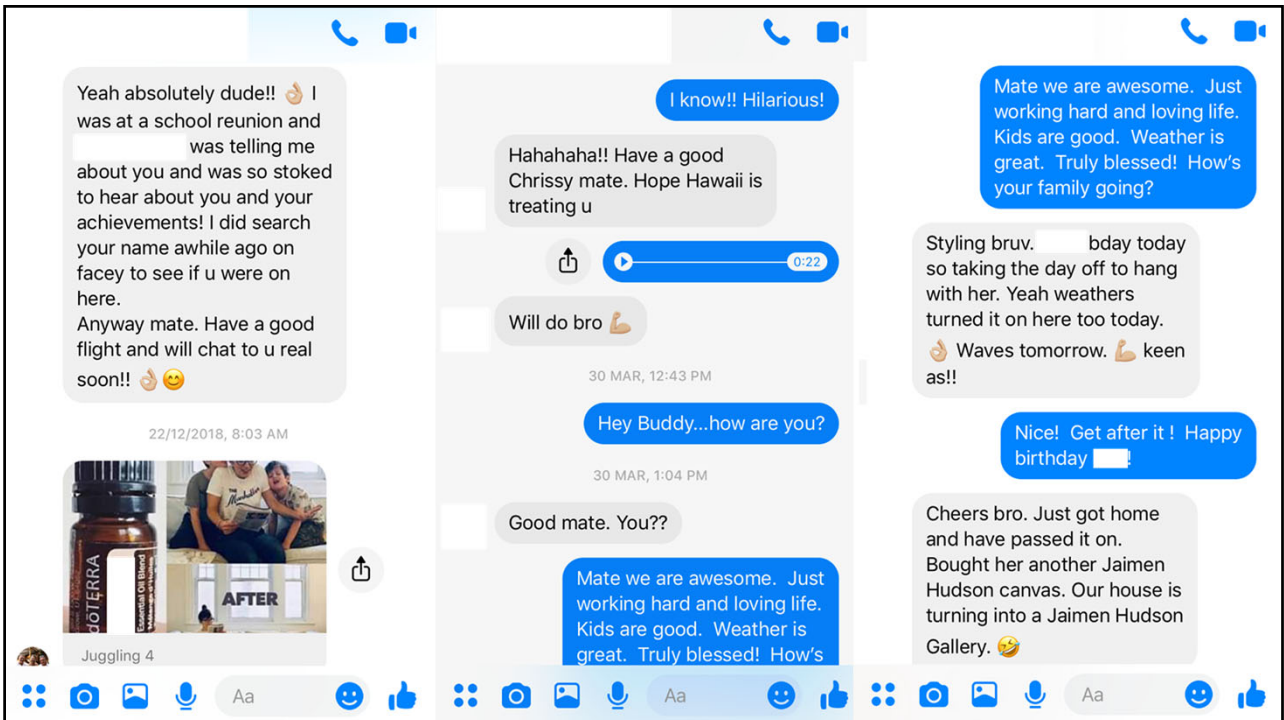 Yeah absolutely dude!! 👌🏼 I
was at a school reunion and
was telling me
about you and was so stoked
to hear about you and your
achievements! I did search
your name awhile ago on
facey to see if u were on
here.
Anyway mate. Have a good
flight and will chat to u real
soon!! 👌🏼😊
22/12/2018, 8:03 AM
dōTERRA
Essential Oil Blend
The
AFTER
Juggling 4
Aa
I know!! Hilarious!
Hahahaha!! Have a good
Chrissy mate. Hope Hawaii is
treating u
0:22
Will do bro 💪🏼
30 MAR, 12:43 PM
Hey Buddy...how are you?
30 MAR, 1:04 PM
Good mate. You??
Mate we are awesome. Just
working hard and loving life.
Kids are good. Weather is
great. Truly blessed! How's
Aa
Mate we are awesome. Just
working hard and loving life.
Kids are good. Weather is
great. Truly blessed! How's
your family going?
Styling bruv. bday today
so taking the day off to hang
with her. Yeah weathers
turned it on here too today.
👌🏼 Waves tomorrow. 💪🏼 keen
as!!
Nice! Get after it ! Happy
birthday !
Cheers bro. Just got home
and have passed it on.
Bought her another Jaimen
Hudson canvas. Our house is
turning into a Jaimen Hudson
Gallery. 🤣
Aa